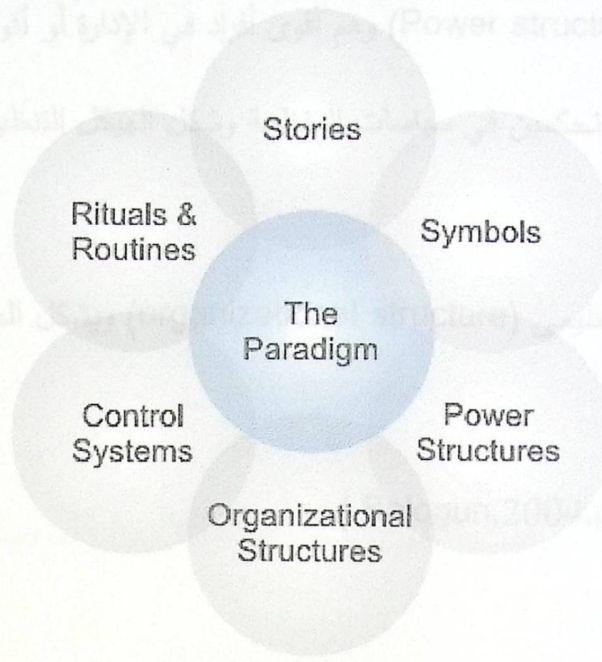 Stories
Rituals &
Routines
Symbols
The
Paradigm
Control
Systems
Power
Structures
Organizational
Structures